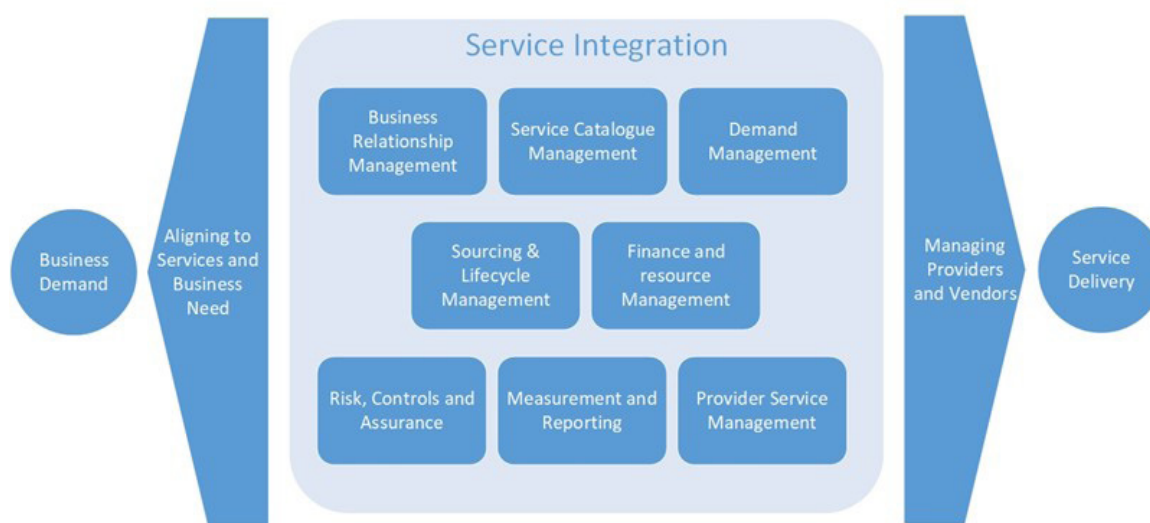 Service Integration
Business
Relationship
Management
Service Catalogue
Management
Demand
Management
Business
Demand
Aligning to
Services and
Business
Need
Sourcing &
Lifecycle
Management
Finance and
resource
Management
Managing
Providers
and Vendors
Service
Delivery
Risk, Controls and
Assurance
Measurement and
Reporting
Provider Service
Management